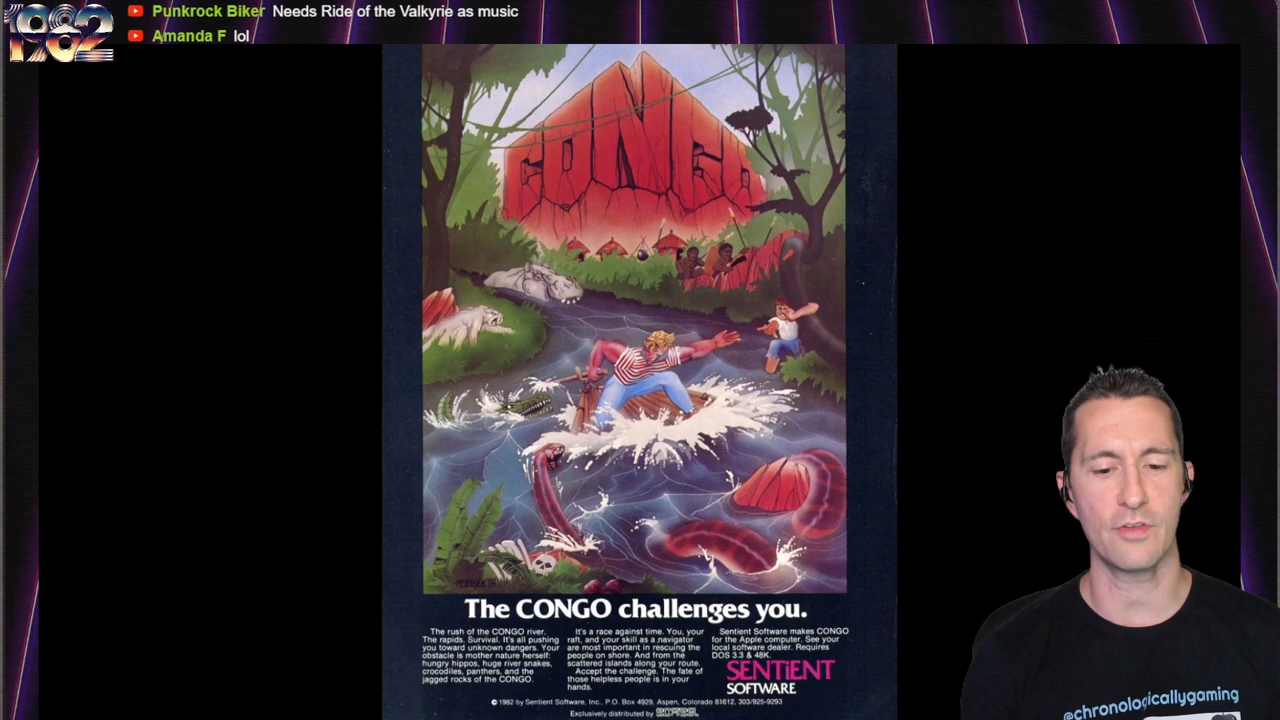 1982
Punkrock Biker Needs Ride of the Valkyrie as music
Amanda F lol
CONGO
The CONGO challenges you.
The rush of the CONGO river.
The rapids. Survival. It's all pushing
you toward unknown dangers. Your
obstacle is mother nature herself:
hungry hippos, huge river snakes,
crocodiles, panthers, and the
jagged rocks of the CONGO.
It's a race against time. You, your
raft, and your skill as a navigator
are most important in rescuing the
people on shore. And from the
scattered islands along your route.
Accept the challenge. The fate of
those helpless people is in your
hands.
Sentient Software makes CONGO
for the Apple computer. See your
local software dealer. Requires
DOS 3.3 & 48K.
SENTIENT
SOFTWARE
© 1982 by Sentient Software, Inc., P.O. Box 4929, Aspen, Colorado 81612, 303/925-9293
Exclusively distributed by SOFTSEL
@chronologicallygaming